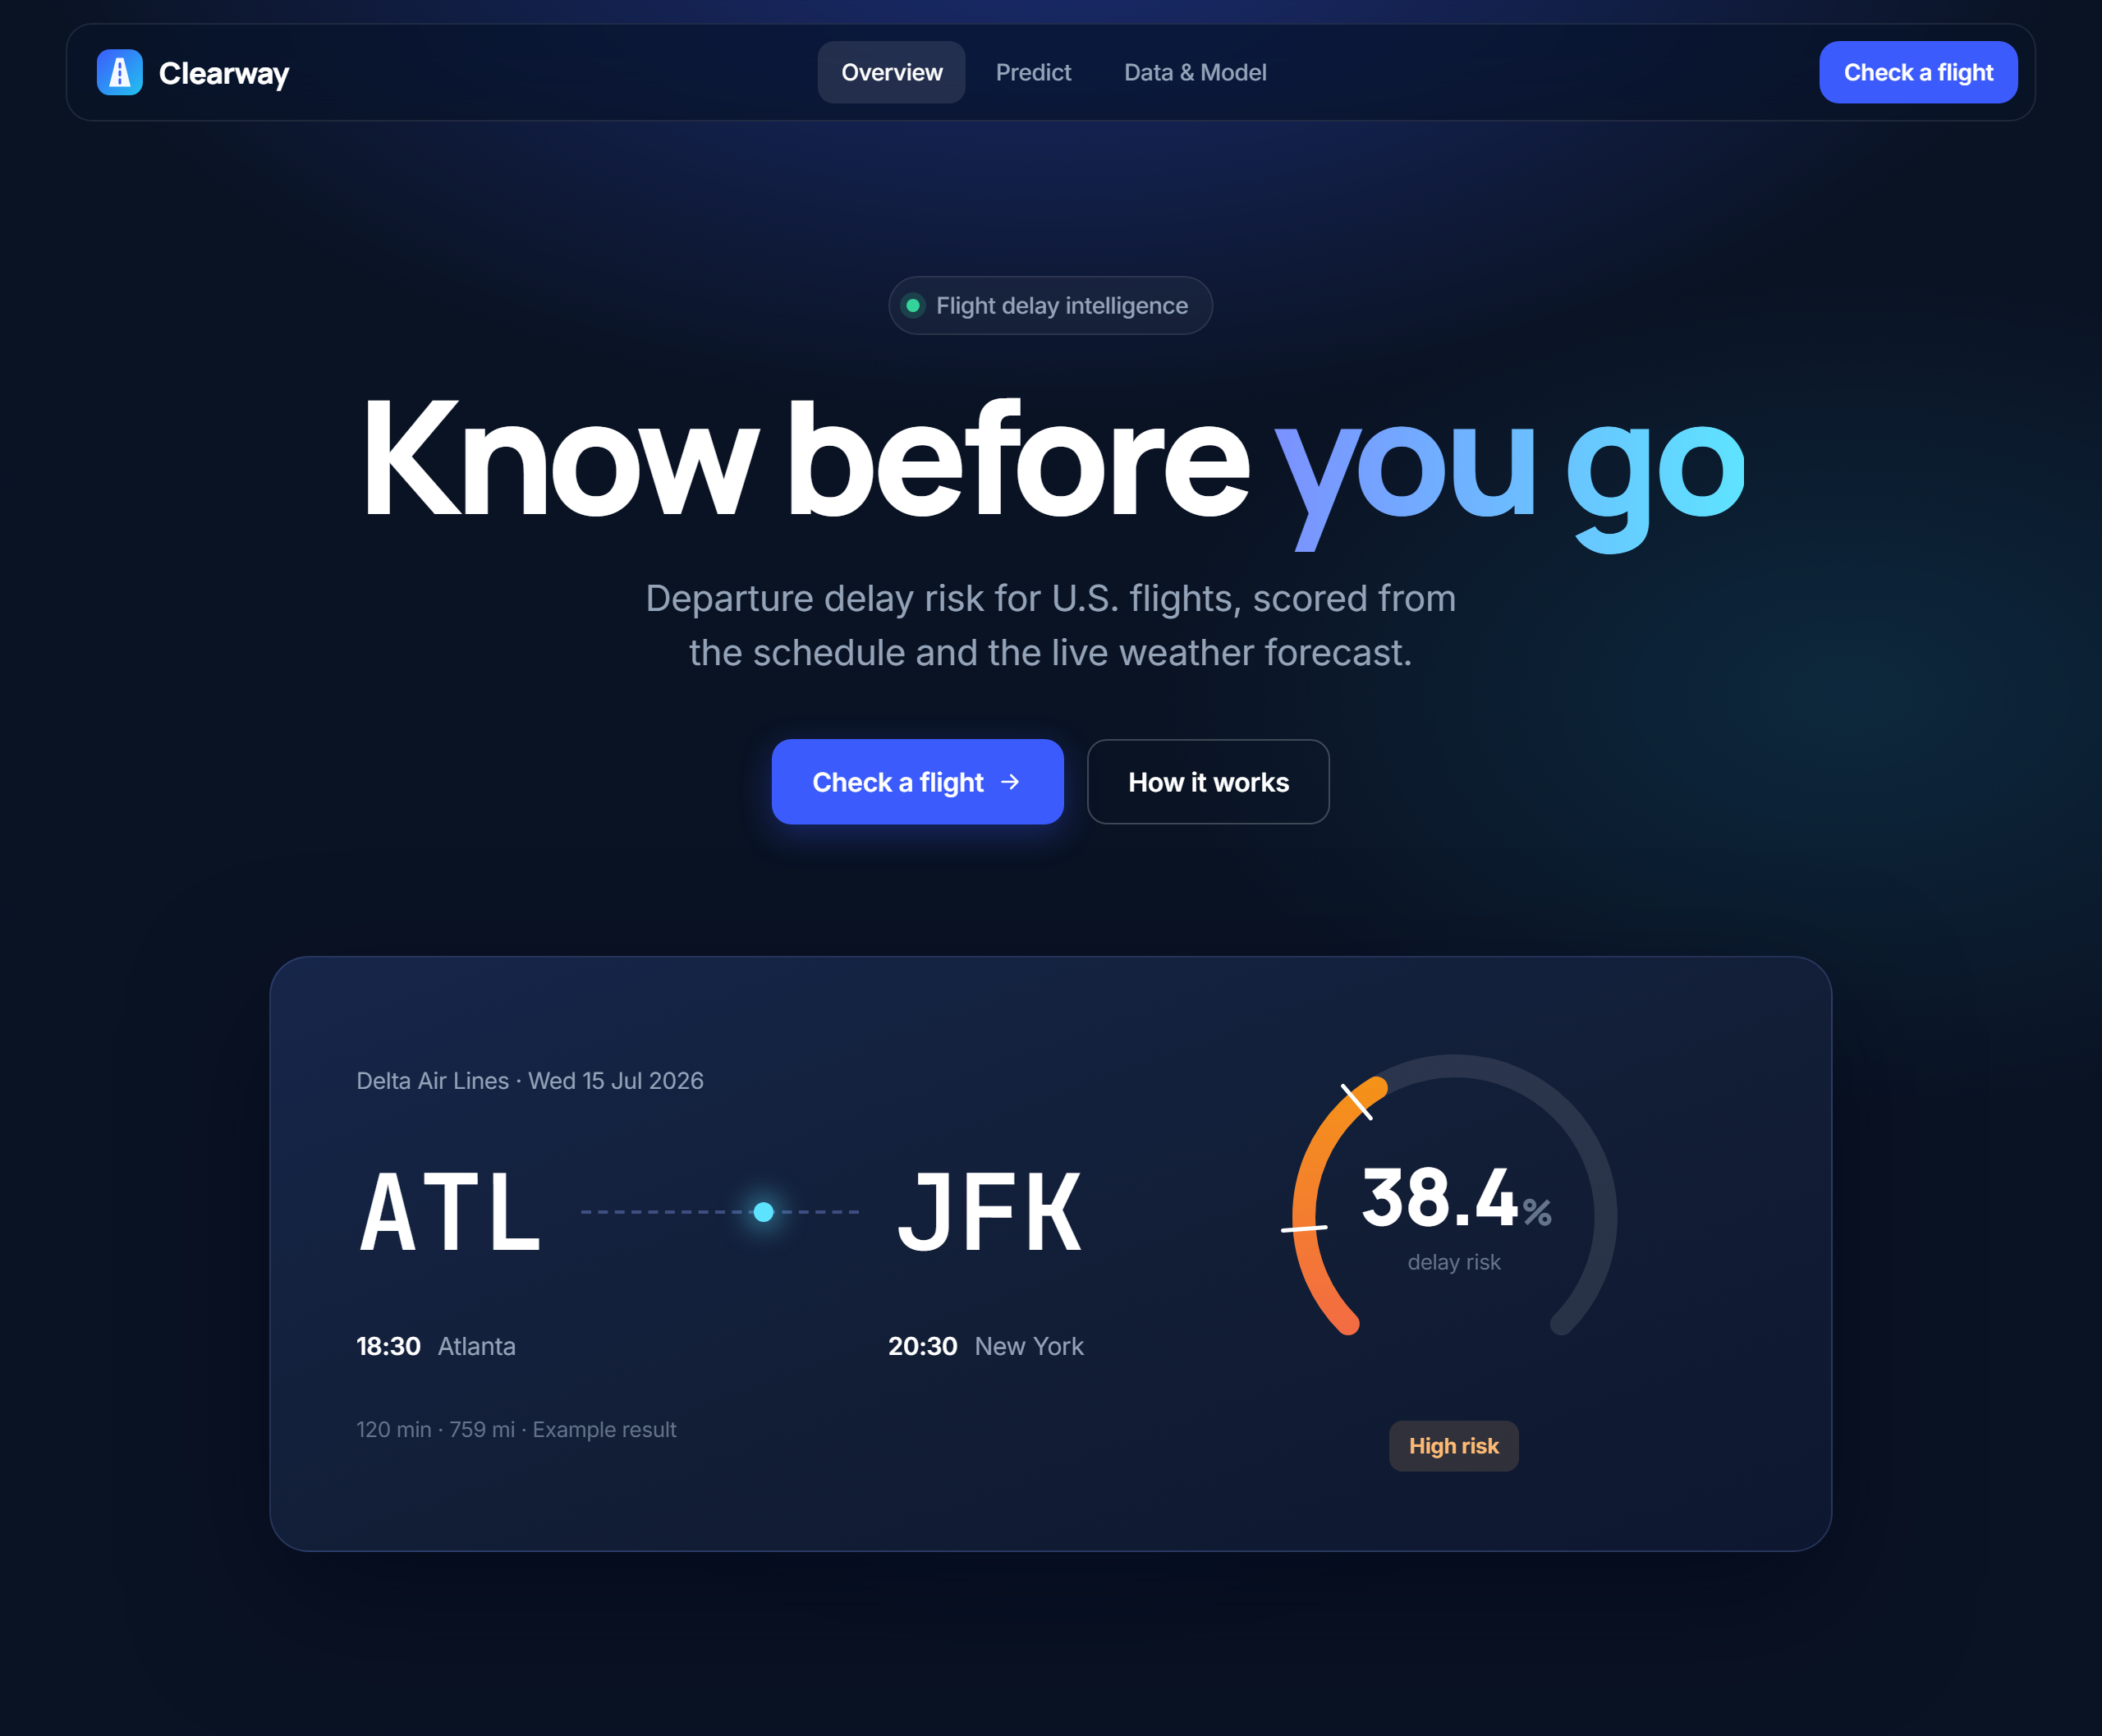 Clearway
Overview
Predict
Data & Model
Check a flight
Flight delay intelligence
Know before you go
Departure delay risk for U.S. flights, scored from
the schedule and the live weather forecast.
Check a flight →
How it works
Delta Air Lines · Wed 15 Jul 2026
ATL
JFK
18:30 Atlanta
20:30 New York
120 min · 759 mi · Example result
38.4%
delay risk
High risk